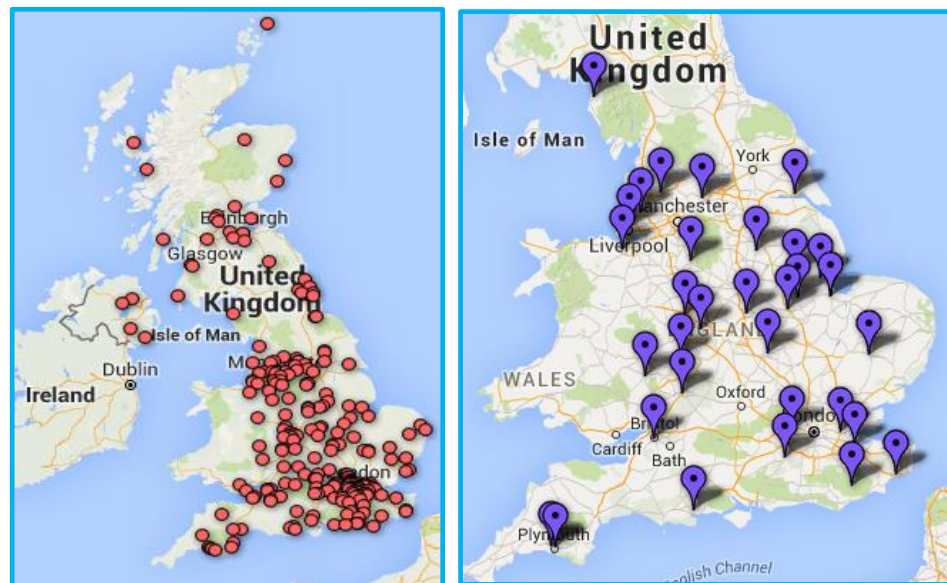 Edinburgh
Glasgow
United
Kingdom
Isle of Man
Dublin
Ireland
United
Kingdom
Isle of Man
York
Manchester
Liverpool
ENGLAND
WALES
Oxford
London
Bristol
Cardiff
Bath
Plymouth
English Channel